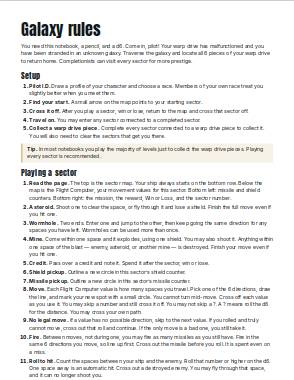 Galaxy rules
You need this notebook, a pencil, and a d6. Come in, pilot! Your warp drive has malfunctioned and you
have been stranded in an unknown galaxy. Traverse the galaxy and locate all 6 pieces of your warp drive
to return home. Completionists can visit every sector for more prestige.
Setup
1. Pilot I.D. Draw a profile of your character and choose a race. Members of your own race treat you
slightly better when you meet them.
2. Find your start. A small arrow on the map points to your starting sector.
3. Cross it off. After you play a sector, win or lose, return to the map and cross that sector off.
4. Travel on. You may enter any sector connected to a completed sector.
5. Collect a warp drive piece. Complete every sector connected to a warp drive piece to collect it.
You will also need to clear the sectors that get you there.
Tip. In most notebooks you play the majority of levels just to collect the warp drive pieces. Playing
every sector is recommended.
Playing a sector
1. Read the page. The top is the sector map. Your ship always starts on the bottom row. Below the
map is the Flight Computer, your movement values for this sector. Bottom left: missile and shield
counters. Bottom right: the mission, the reward, Win or Loss, and the sector number.
2. Asteroid. Shoot to clear the space, or fly through it and lose a shield. Finish the full move even if
you hit one.
3. Wormhole. Two ends. Enter one and jump to the other, then keep going the same direction for any
spaces you have left. Wormholes can be used more than once.
4. Mine. Come within one space and it explodes, using one shield. You may also shoot it. Anything within
one space of the blast — enemy, asteroid, or another mine — is destroyed. Finish your move even if
you hit one.
5. Credit. Pass over a credit and note it. Spend it after the sector, win or lose.
6. Shield pickup. Outline a new circle in this sector's shield counter.
7. Missile pickup. Outline a new circle in the sector's missile counter.
8. Move. Each Flight Computer value is how many spaces you travel. Pick one of the 6 directions, draw
the line, and mark your new spot with a small circle. You cannot turn mid-move. Cross off each value
as you use it. You may skip a number and still cross it off. You may not skip a ?. A ? means roll the d6
for the distance. You may cross your own path.
9. No legal move. If a value has no possible direction, skip to the next value. If you rolled and truly
cannot move, cross out that roll and continue. If the only move is a bad one, you still take it.
10. Fire. Between moves, not during one, you may fire as many missiles as you still have. Fire in the
same 6 directions you move, so line up first. Cross out the missile before you roll. It is spent even on
a miss.
11. Roll to hit. Count the spaces between your ship and the enemy. Roll that number or higher on the d6.
One space away is an automatic hit. Cross out a destroyed enemy. You may fly through that space,
and it can no longer shoot you.